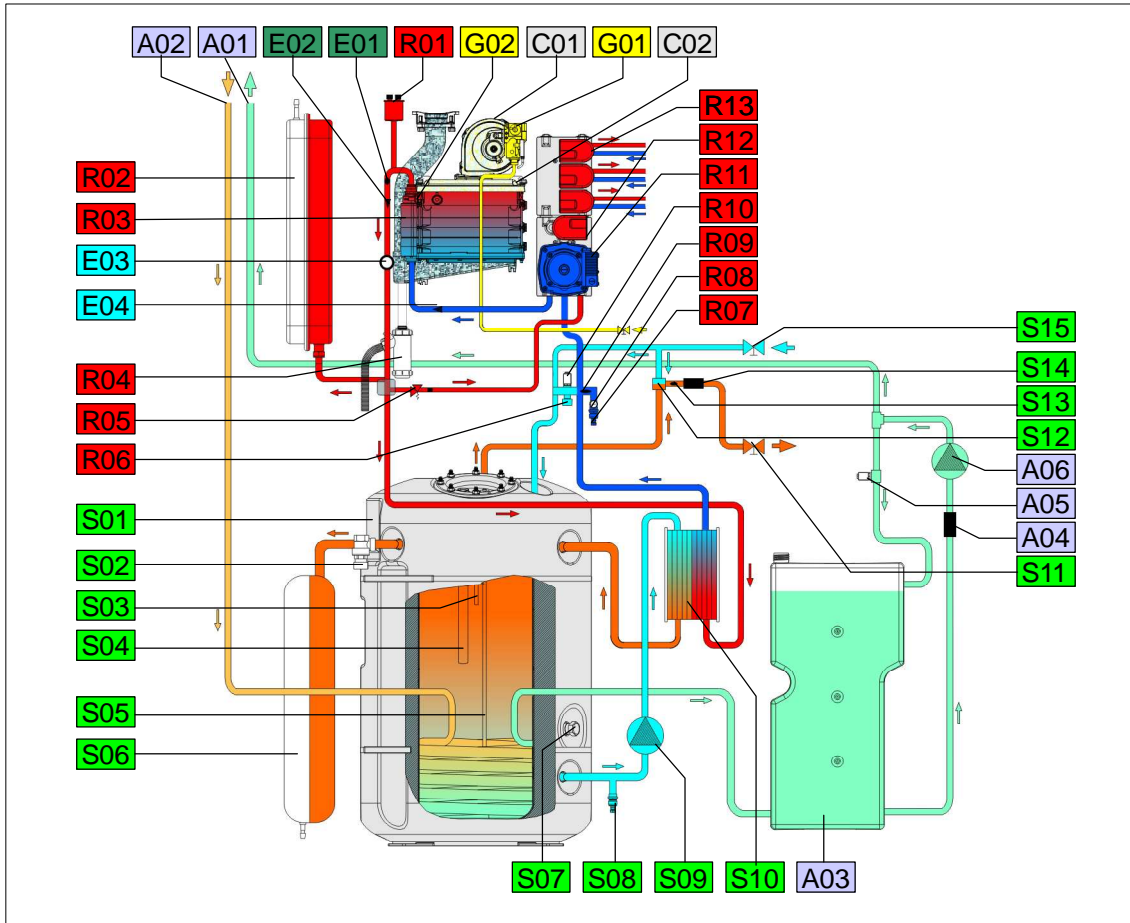 A02 A01 E02 E01 R01 G02 C01 G01 C02
R13
R12
R02 R11
R03 R10
E03 R09
E04 R08
R07
S15
S14
R04 S13
R05 S12
R06 A06
S01 A05
S02 A04
S03 S11
S04
S05
S06
S07 S08 S09 S10 A03